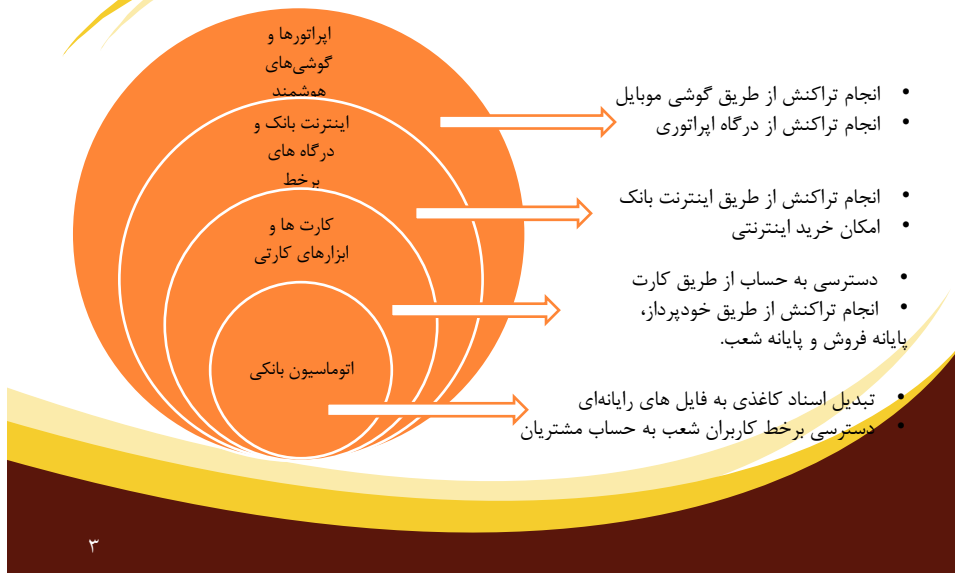 اپراتورها و
گوشی‌های
هوشمند
اینترنت بانک و
درگاه های
برخط
کارت ها و
ابزارهای کارتی
اتوماسیون بانکی
• انجام تراکنش از طریق گوشی موبایل
• انجام تراکنش از درگاه اپراتوری
• انجام تراکنش از طریق اینترنت بانک
• امکان خرید اینترنتی
• دسترسی به حساب از طریق کارت
• انجام تراکنش از طریق خودپرداز،
پایانه فروش و پایانه شعب.
• تبدیل اسناد کاغذی به فایل های رایانه‌ای
• دسترسی برخط کاربران شعب به حساب مشتریان
۳